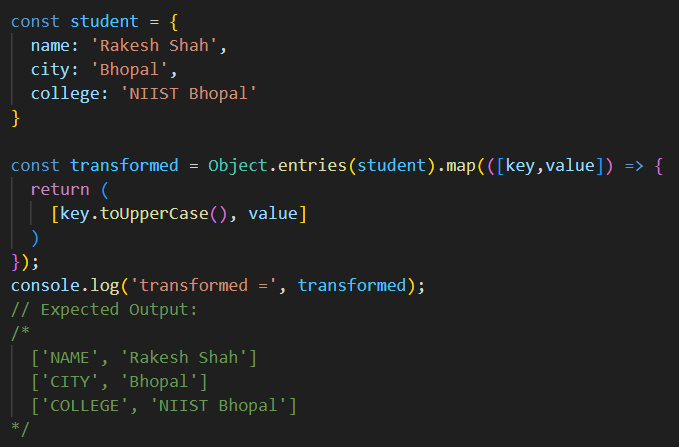 const student = {
  name: 'Rakesh Shah',
  city: 'Bhopal',
  college: 'NIIST Bhopal'
}

const transformed = Object.entries(student).map(([key,value]) => {
  return (
    [key.toUpperCase(), value]
  )
});
console.log('transformed =', transformed);
// Expected Output:
/*
  ['NAME', 'Rakesh Shah']
  ['CITY', 'Bhopal']
  ['COLLEGE', 'NIIST Bhopal']
*/